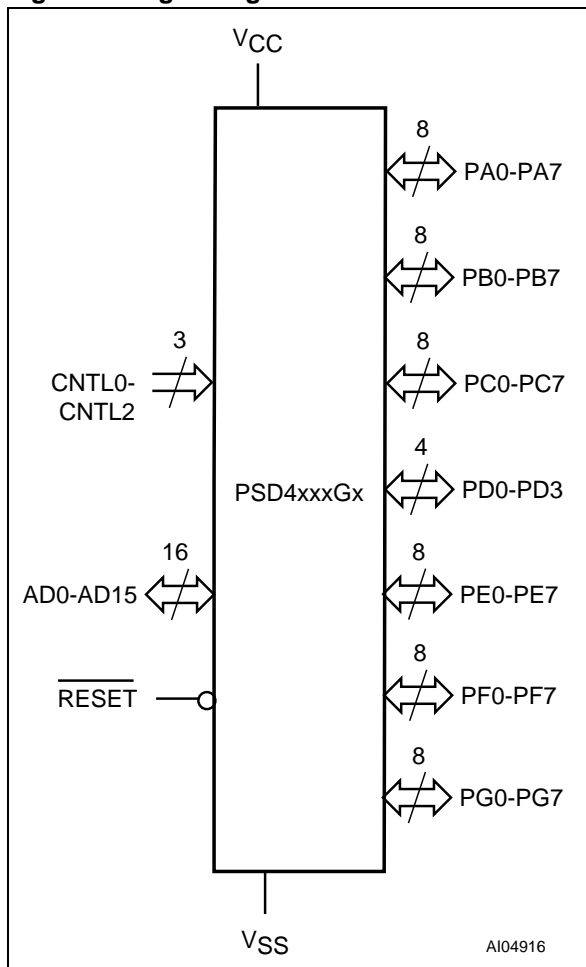 VCC
8
PA0-PA7
8
PB0-PB7
3
CNTL0-
CNTL2
8
PC0-PC7
PSD4xxxGx
4
PD0-PD3
16
AD0-AD15
8
PE0-PE7
RESET
8
PF0-PF7
8
PG0-PG7
VSS
AI04916